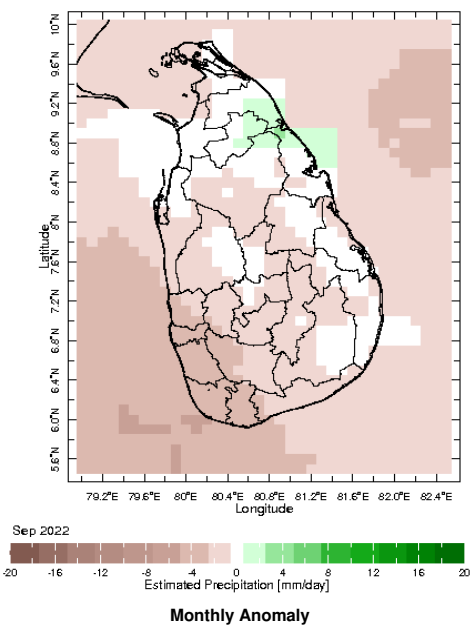 10°N
9.6°N
9.2°N
8.8°N
8.4°N
8°N
7.6°N
7.2°N
6.8°N
6.4°N
6.0°N
5.6°N
Latitude
79.2°E 79.6°E 80°E 80.4°E 80.8°E 81.2°E 81.6°E 82.0°E 82.4°E
Longitude
Sep 2022
-20 -16 -12 -8 -4 0 4 8 12 16 20
Estimated Precipitation [mm/day]
Monthly Anomaly